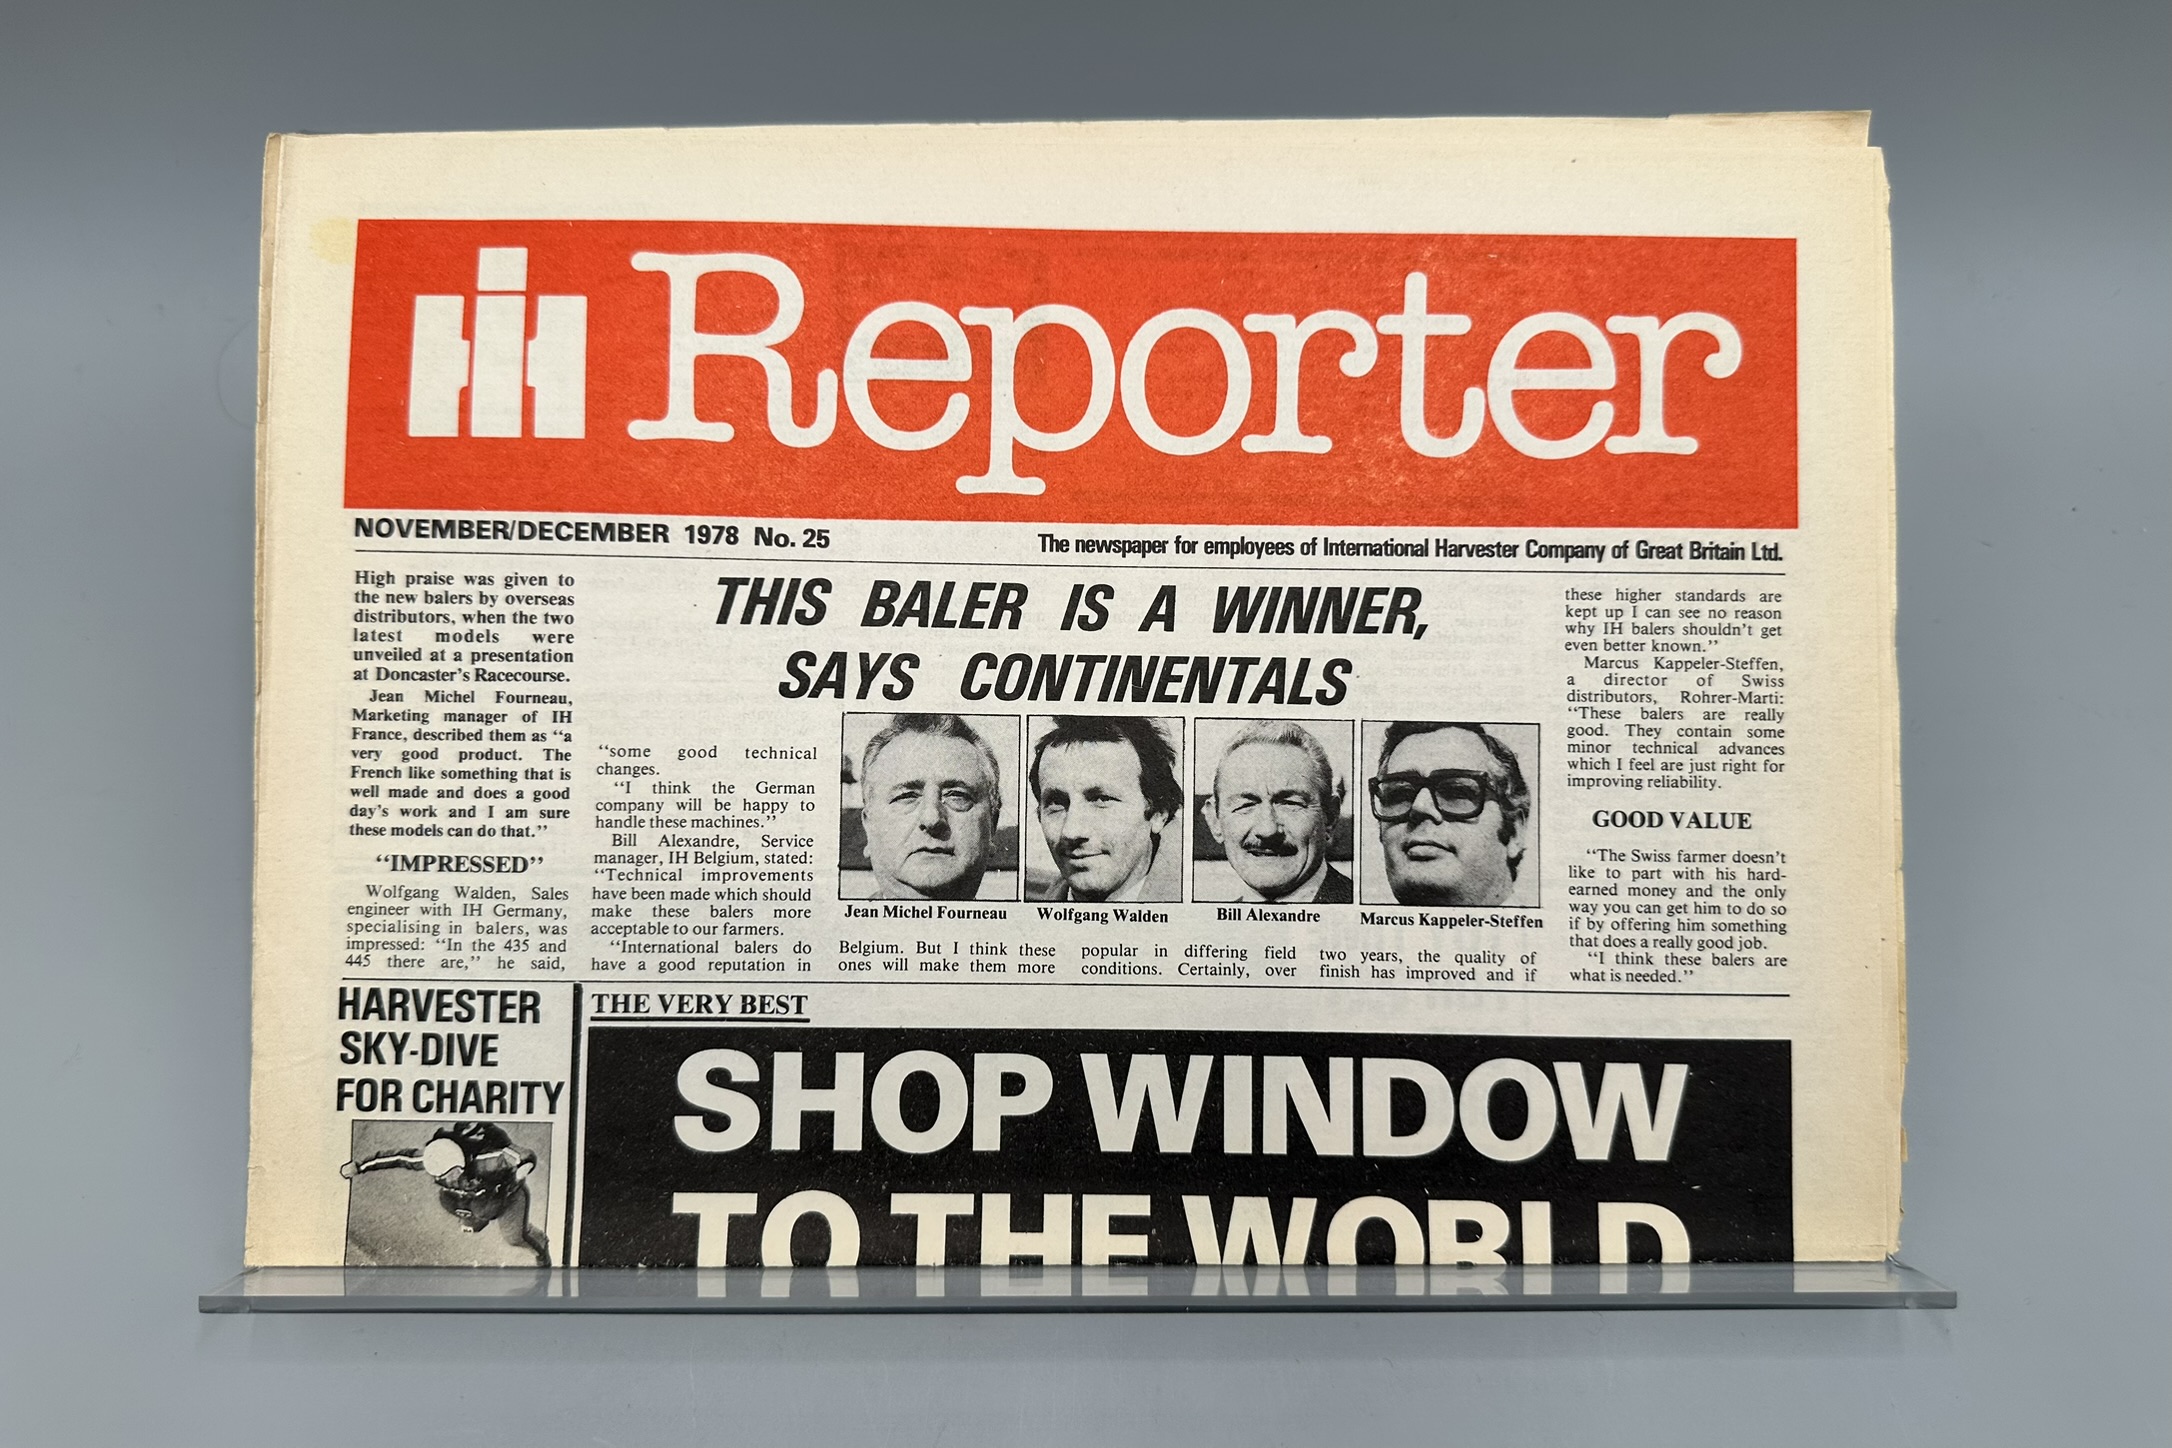 IH Reporter
NOVEMBER/DECEMBER 1978 No. 25
The newspaper for employees of International Harvester Company of Great Britain Ltd.
THIS BALER IS A WINNER,
SAYS CONTINENTALS
High praise was given to
the new balers by overseas
distributors, when the two
latest models were
unveiled at a presentation
at Doncaster's Racecourse.
Jean Michel Fourneau,
Marketing manager of IH
France, described them as "a
very good product. The
French like something that is
well made and does a good
day's work and I am sure
these models can do that."
"IMPRESSED"
Wolfgang Walden, Sales
engineer with IH Germany,
specialising in balers, was
impressed: "In the 435 and
445 there are," he said,
"some good technical
changes.
"I think the German
company will be happy to
handle these machines."
Bill Alexandre, Service
manager, IH Belgium, stated:
"Technical improvements
have been made which should
make these balers more
acceptable to our farmers.
"International balers do
have a good reputation in
Jean Michel Fourneau
Wolfgang Walden
Bill Alexandre
Marcus Kappeler-Steffen
Belgium. But I think these
ones will make them more
popular in differing field
conditions. Certainly, over
two years, the quality of
finish has improved and if
these higher standards are
kept up I can see no reason
why IH balers shouldn't get
even better known."
Marcus Kappeler-Steffen,
a director of Swiss
distributors, Rohrer-Marti:
"These balers are really
good. They contain some
minor technical advances
which I feel are just right for
improving reliability.
GOOD VALUE
"The Swiss farmer doesn't
like to part with his hard-
earned money and the only
way you can get him to do so
if by offering him something
that does a really good job.
"I think these balers are
what is needed."
HARVESTER
SKY-DIVE
FOR CHARITY
THE VERY BEST
SHOP WINDOW
TO THE WORLD